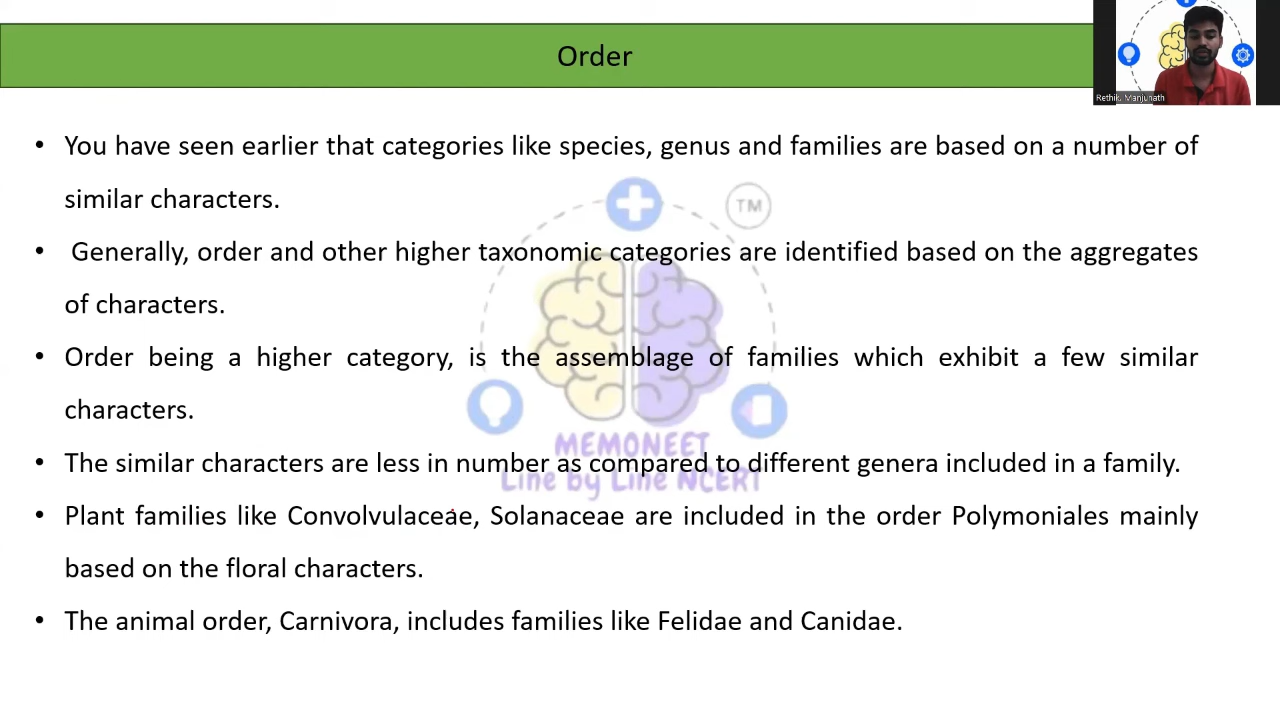 Order
Rethik. Manjunath
• You have seen earlier that categories like species, genus and families are based on a number of
similar characters.
TM
• Generally, order and other higher taxonomic categories are identified based on the aggregates
of characters.
• Order being a higher category, is the assemblage of families which exhibit a few similar
characters.
MEMONEET
• The similar characters are less in number as compared to different genera included in a family.
Line by Line NCERT
• Plant families like Convolvulaceae, Solanaceae are included in the order Polymoniales mainly
based on the floral characters.
• The animal order, Carnivora, includes families like Felidae and Canidae.